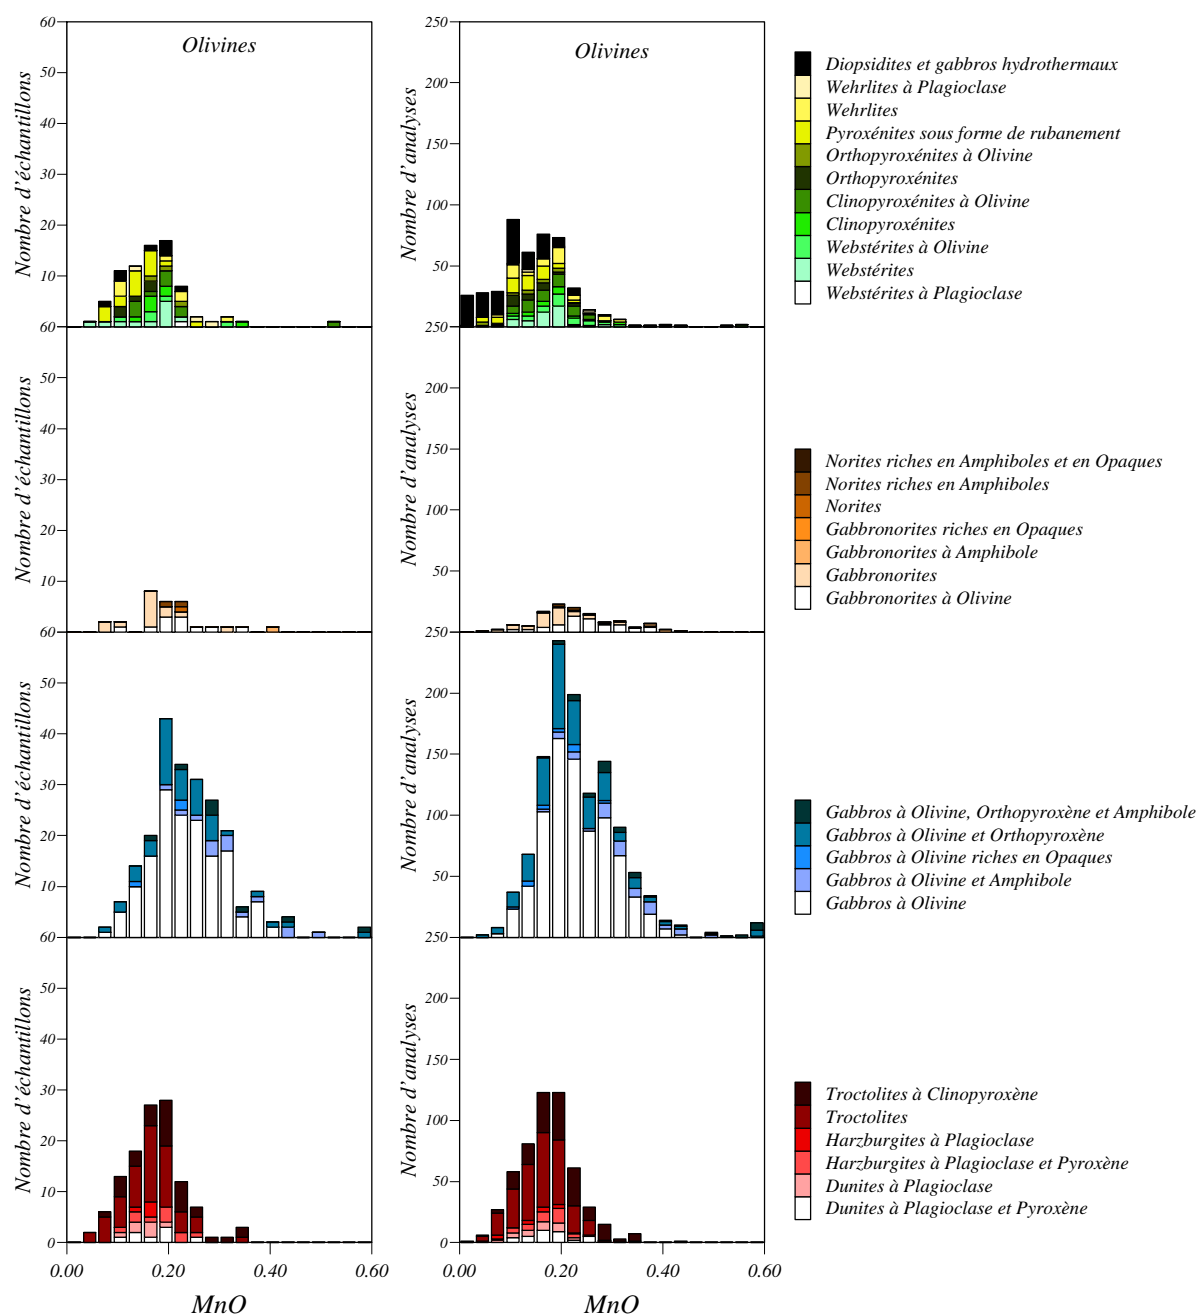 Olivines
Olivines
60
50
40
30
20
10
60
Nombre d'échantillons
250
200
150
100
50
250
Nombre d'analyses
Diopsidites et gabbros hydrothermaux
Wehrlites à Plagioclase
Wehrlites
Pyroxénites sous forme de rubanement
Orthopyroxénites à Olivine
Orthopyroxénites
Clinopyroxénites à Olivine
Clinopyroxénites
Webstérites à Olivine
Webstérites
Webstérites à Plagioclase
50
40
30
20
10
60
Nombre d'échantillons
200
150
100
50
250
Nombre d'analyses
Norites riches en Amphiboles et en Opaques
Norites riches en Amphiboles
Norites
Gabbronorites riches en Opaques
Gabbronorites à Amphibole
Gabbronorites
Gabbronorites à Olivine
50
40
30
20
10
60
Nombre d'échantillons
200
150
100
50
250
Nombre d'analyses
Gabbros à Olivine, Orthopyroxène et Amphibole
Gabbros à Olivine et Orthopyroxène
Gabbros à Olivine riches en Opaques
Gabbros à Olivine et Amphibole
Gabbros à Olivine
50
40
30
20
10
0
Nombre d'échantillons
200
150
100
50
0
Nombre d'analyses
Troctolites à Clinopyroxène
Troctolites
Harzburgites à Plagioclase
Harzburgites à Plagioclase et Pyroxène
Dunites à Plagioclase
Dunites à Plagioclase et Pyroxène
0.00 0.20 0.40 0.60
MnO
0.00 0.20 0.40 0.60
MnO